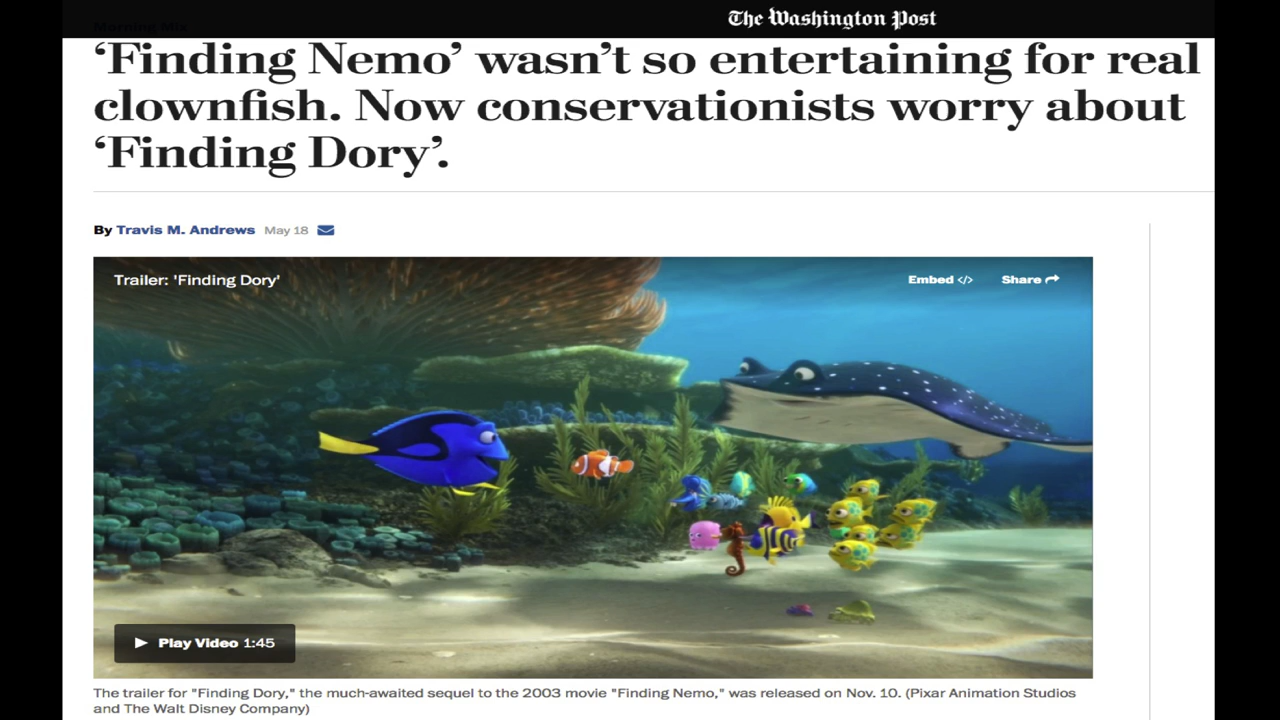 The Washington Post
Morning Mix
‘Finding Nemo’ wasn’t so entertaining for real
clownfish. Now conservationists worry about
‘Finding Dory’.
By Travis M. Andrews May 18
Trailer: 'Finding Dory'
Embed </> Share
Play Video 1:45
The trailer for "Finding Dory," the much-awaited sequel to the 2003 movie "Finding Nemo," was released on Nov. 10. (Pixar Animation Studios
and The Walt Disney Company)